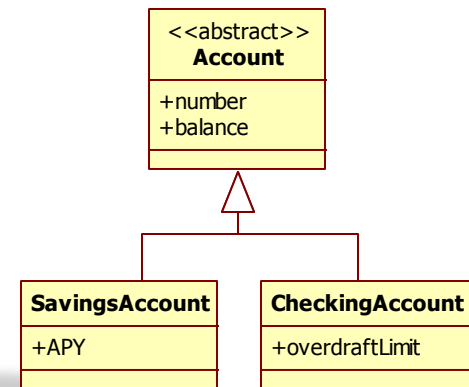 <<abstract>>
Account
+number
+balance
SavingsAccount
+APY
CheckingAccount
+overdraftLimit